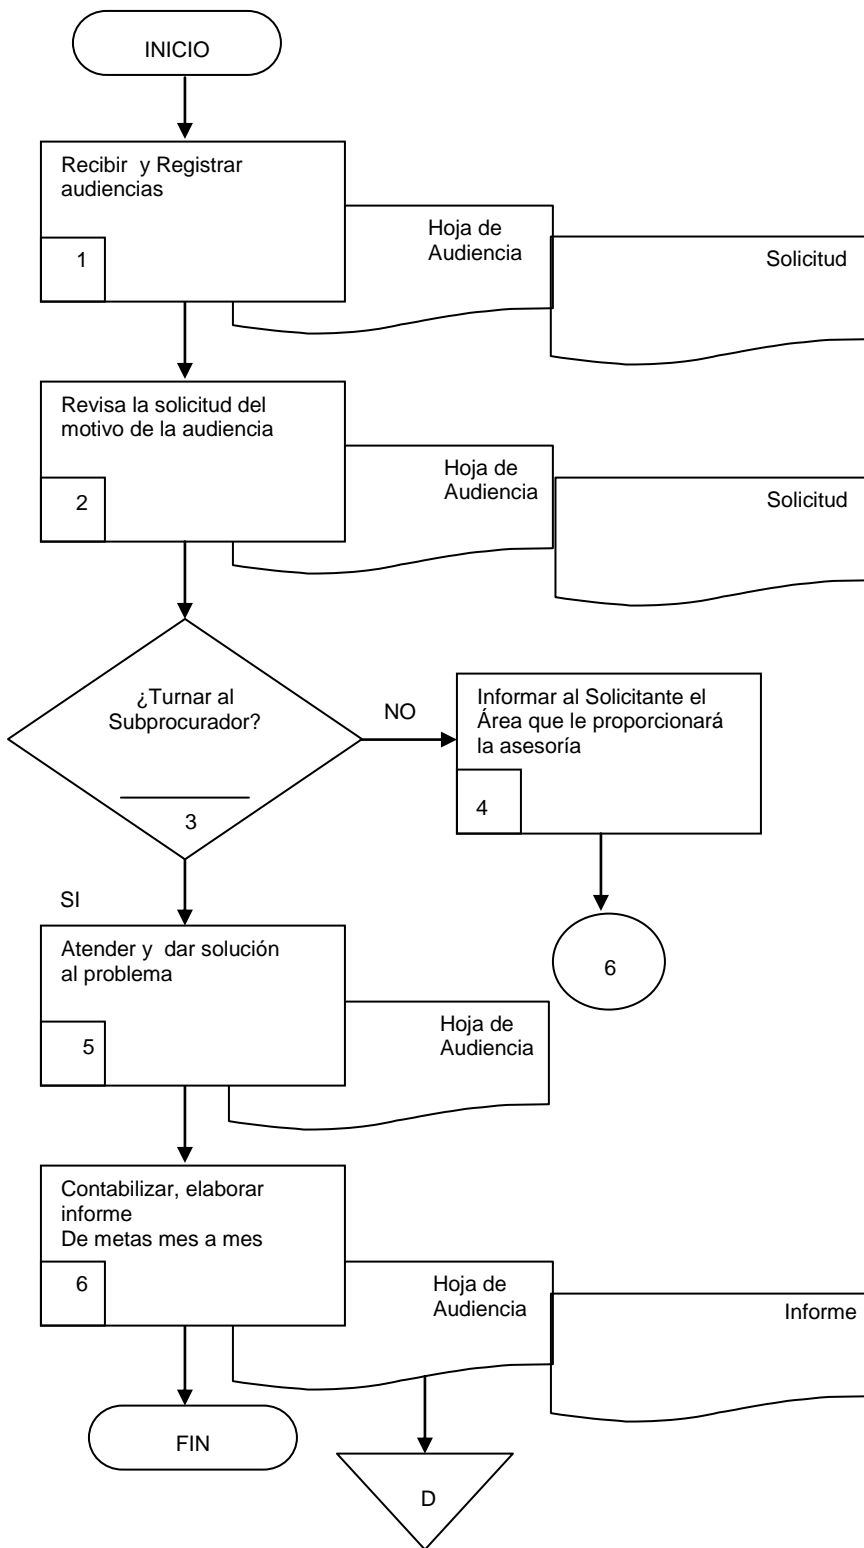 INICIO
Recibir y Registrar
audiencias
1
Hoja de
Audiencia
Solicitud
Revisa la solicitud del
motivo de la audiencia
2
Hoja de
Audiencia
Solicitud
¿Turnar al
Subprocurador?
3
NO
Informar al Solicitante el
Área que le proporcionará
la asesoría
4
6
SI
Atender y dar solución
al problema
5
Hoja de
Audiencia
Contabilizar, elaborar
informe
De metas mes a mes
6
Hoja de
Audiencia
Informe
FIN
D